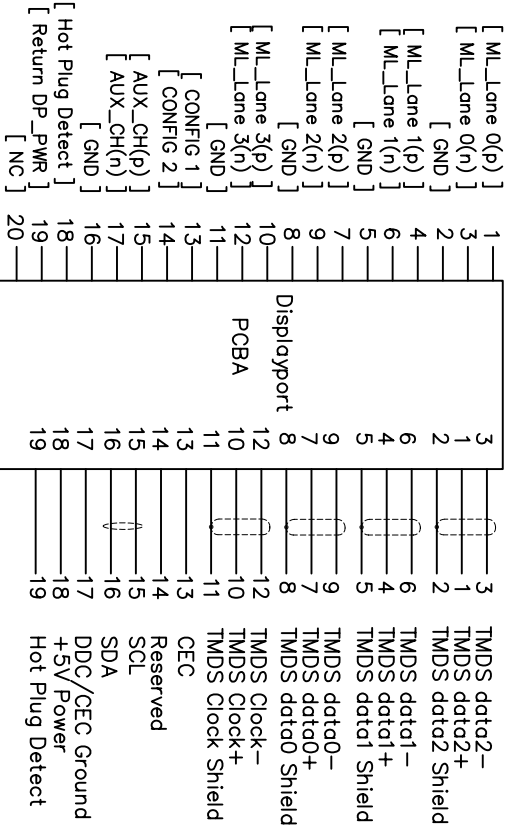 [ ML_Lane 0(p) ] 1
[ ML_Lane 0(n) ] 3
[ GND ] 2
[ ML_Lane 1(p) ] 4
[ ML_Lane 1(n) ] 6
[ GND ] 5
[ ML_Lane 2(p) ] 7
[ ML_Lane 2(n) ] 9
[ GND ] 8
[ ML_Lane 3(p) ] 10
[ ML_Lane 3(n) ] 12
[ GND ] 11
[ CONFIG 1 ] 13
[ CONFIG 2 ] 14
[ AUX_CH(p) ] 15
[ AUX_CH(n) ] 17
[ GND ] 16
[ Hot Plug Detect ] 18
[ Return DP_PWR ] 19
[ NC ] 20
Displayport
PCBA
3 3 TMDS data2-
1 1 TMDS data2+
2 2 TMDS data2 Shield
6 6 TMDS data1-
4 4 TMDS data1+
5 5 TMDS data1 Shield
9 9 TMDS data0-
7 7 TMDS data0+
8 8 TMDS data0 Shield
12 12 TMDS Clock-
10 10 TMDS Clock+
11 11 TMDS Clock Shield
13 13 CEC
14 14 Reserved
15 15 SCL
16 16 SDA
17 17 DDC/CEC Ground
18 18 +5V Power
19 19 Hot Plug Detect